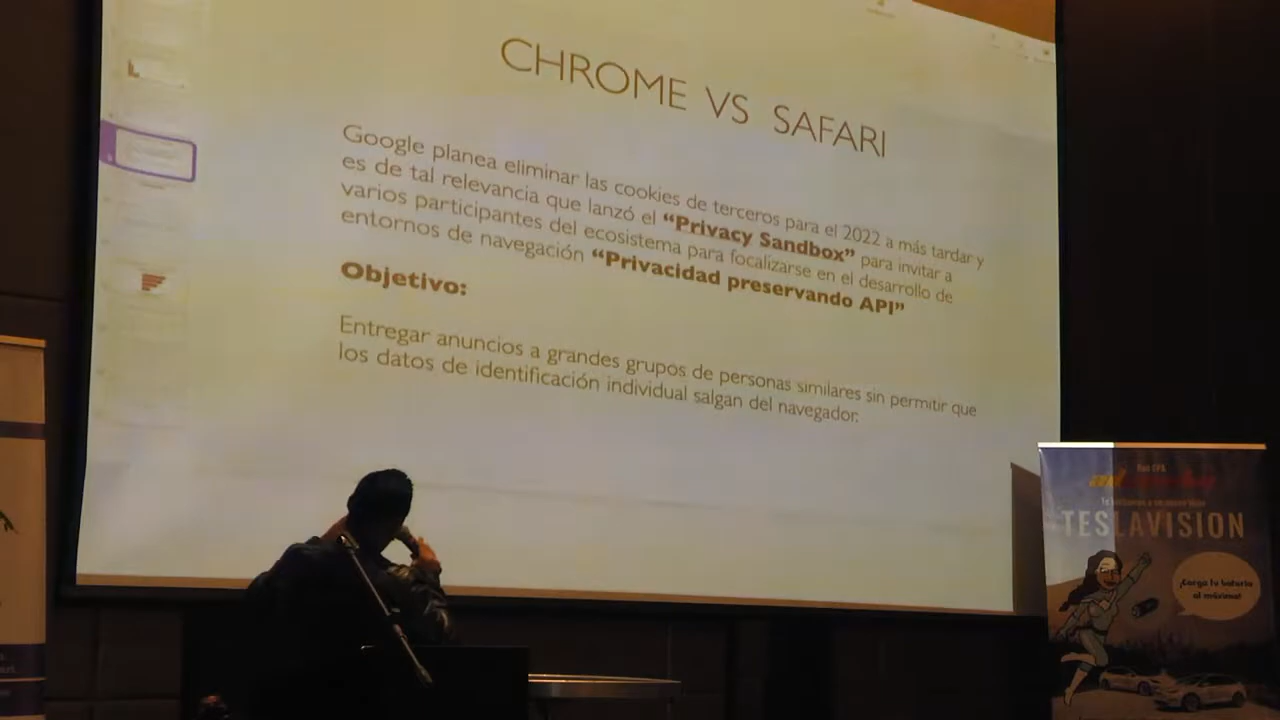 CHROME VS SAFARI
Google planea eliminar las cookies de terceros para el 2022 a más tardar y
es de tal relevancia que lanzó el “Privacy Sandbox” para invitar a
varios participantes del ecosistema para focalizarse en el desarrollo de
entornos de navegación “Privacidad preservando API”
Objetivo:
Entregar anuncios a grandes grupos de personas similares sin permitir que
los datos de identificación individual salgan del navegador.
TESLAVISION
¡Carga tu batería
al máximo!